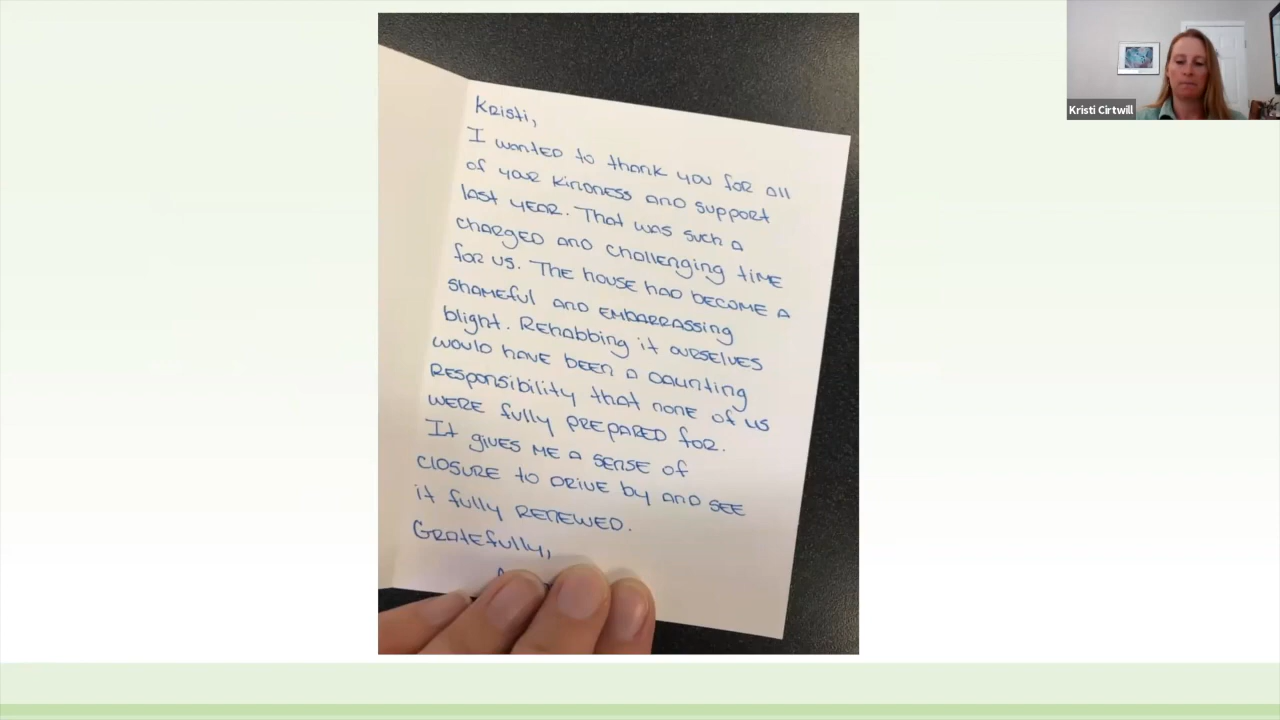 Kristi,
I wanted to thank you for all
of your kindness and support
last year. That was such a
charged and challenging time
for us. The house had become a
shameful and embarrassing
blight. Rehabbing it ourselves
would have been a daunting
responsibility that none of us
were fully prepared for.
It gives me a sense of
closure to drive by and see
it fully renewed.
Gratefully,
Kristi Cirtwill